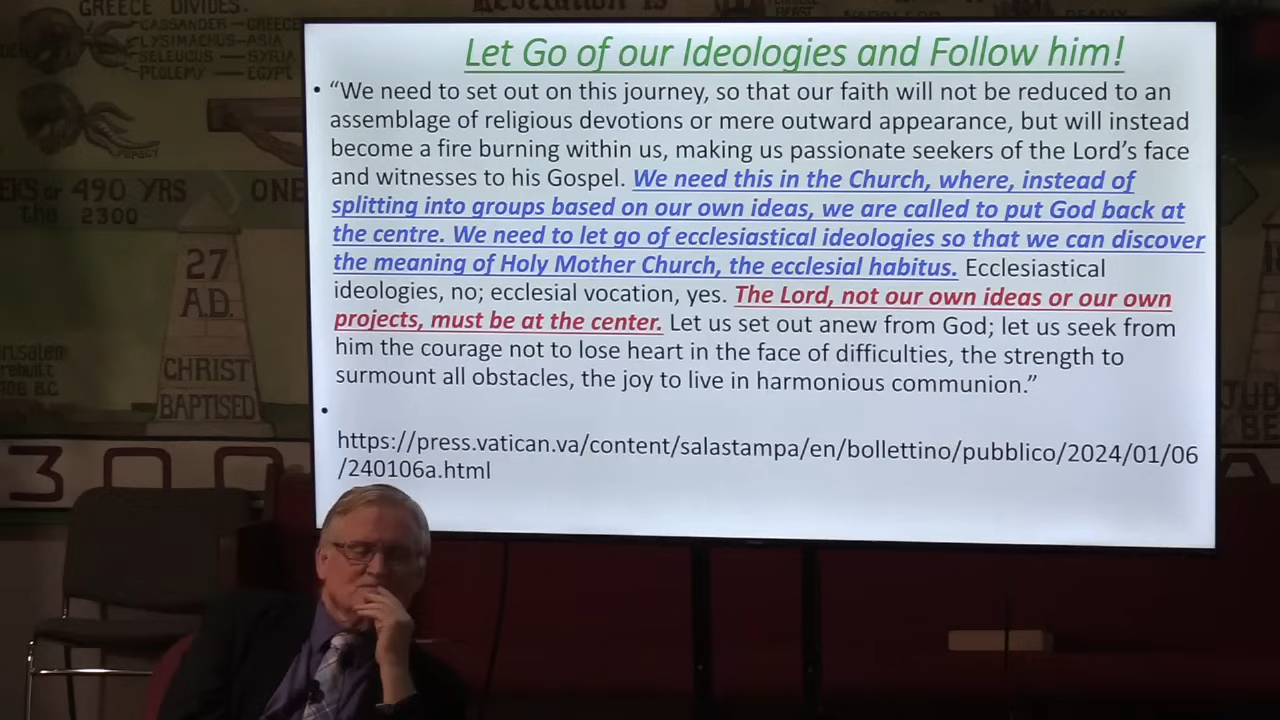 GREECE DIVIDES.
CASSANDER — GREECE
LYSIMACHUS — ASIA
SELEUCUS — SYRIA
PTOLEMY — EGYPT
490 YRS
ONE
the 2300
27
A.D.
CHRIST
BAPTISED
30
Let Go of our Ideologies and Follow him!
• “We need to set out on this journey, so that our faith will not be reduced to an
assemblage of religious devotions or mere outward appearance, but will instead
become a fire burning within us, making us passionate seekers of the Lord’s face
and witnesses to his Gospel. We need this in the Church, where, instead of
splitting into groups based on our own ideas, we are called to put God back at
the centre. We need to let go of ecclesiastical ideologies so that we can discover
the meaning of Holy Mother Church, the ecclesial habitus. Ecclesiastical
ideologies, no; ecclesial vocation, yes. The Lord, not our own ideas or our own
projects, must be at the center. Let us set out anew from God; let us seek from
him the courage not to lose heart in the face of difficulties, the strength to
surmount all obstacles, the joy to live in harmonious communion.”
•
https://press.vatican.va/content/salastampa/en/bollettino/pubblico/2024/01/06
/240106a.html